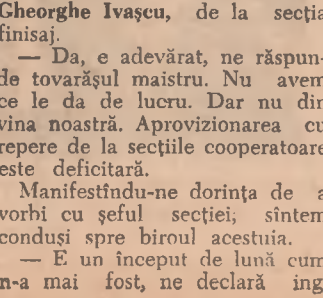 Gheorghe Ivașcu, de la secția
finisaj.
— Da, e adevărat, ne răspun-
de tovarășul maistru. Nu avem
ce le da de lucru. Dar nu din
vina noastră. Aprovizionarea cu
repere de la secțiile cooperatoare
este deficitară.
Manifestîndu-ne dorința de a
vorbi cu șeful secției; sîntem
conduși spre biroul acestuia.
— E un început de lună cum
n-a mai fost, ne declară ing